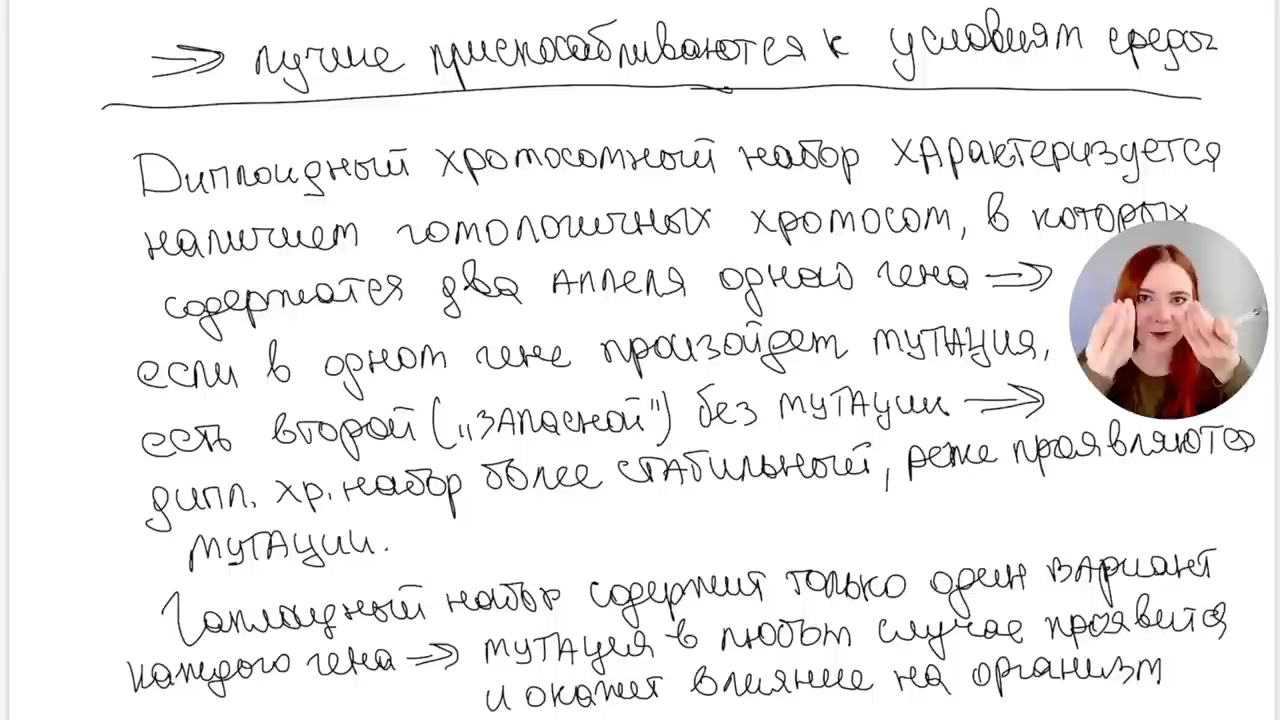 ⇒ лучше приспосабливаются к условиям среды
Диплоидный хромосомный набор характеризуется
наличием гомологичных хромосом, в которых
содержатся два аллеля одного гена ⇒
если в одном гене произойдет мутация,
есть второй („запасной") без мутации ⇒
дипл. хр. набор более стабильный, реже проявляются
мутации.
Гаплоидный набор содержит только один вариант
каждого гена ⇒ мутация в любом случае проявится
и окажет влияние на организм